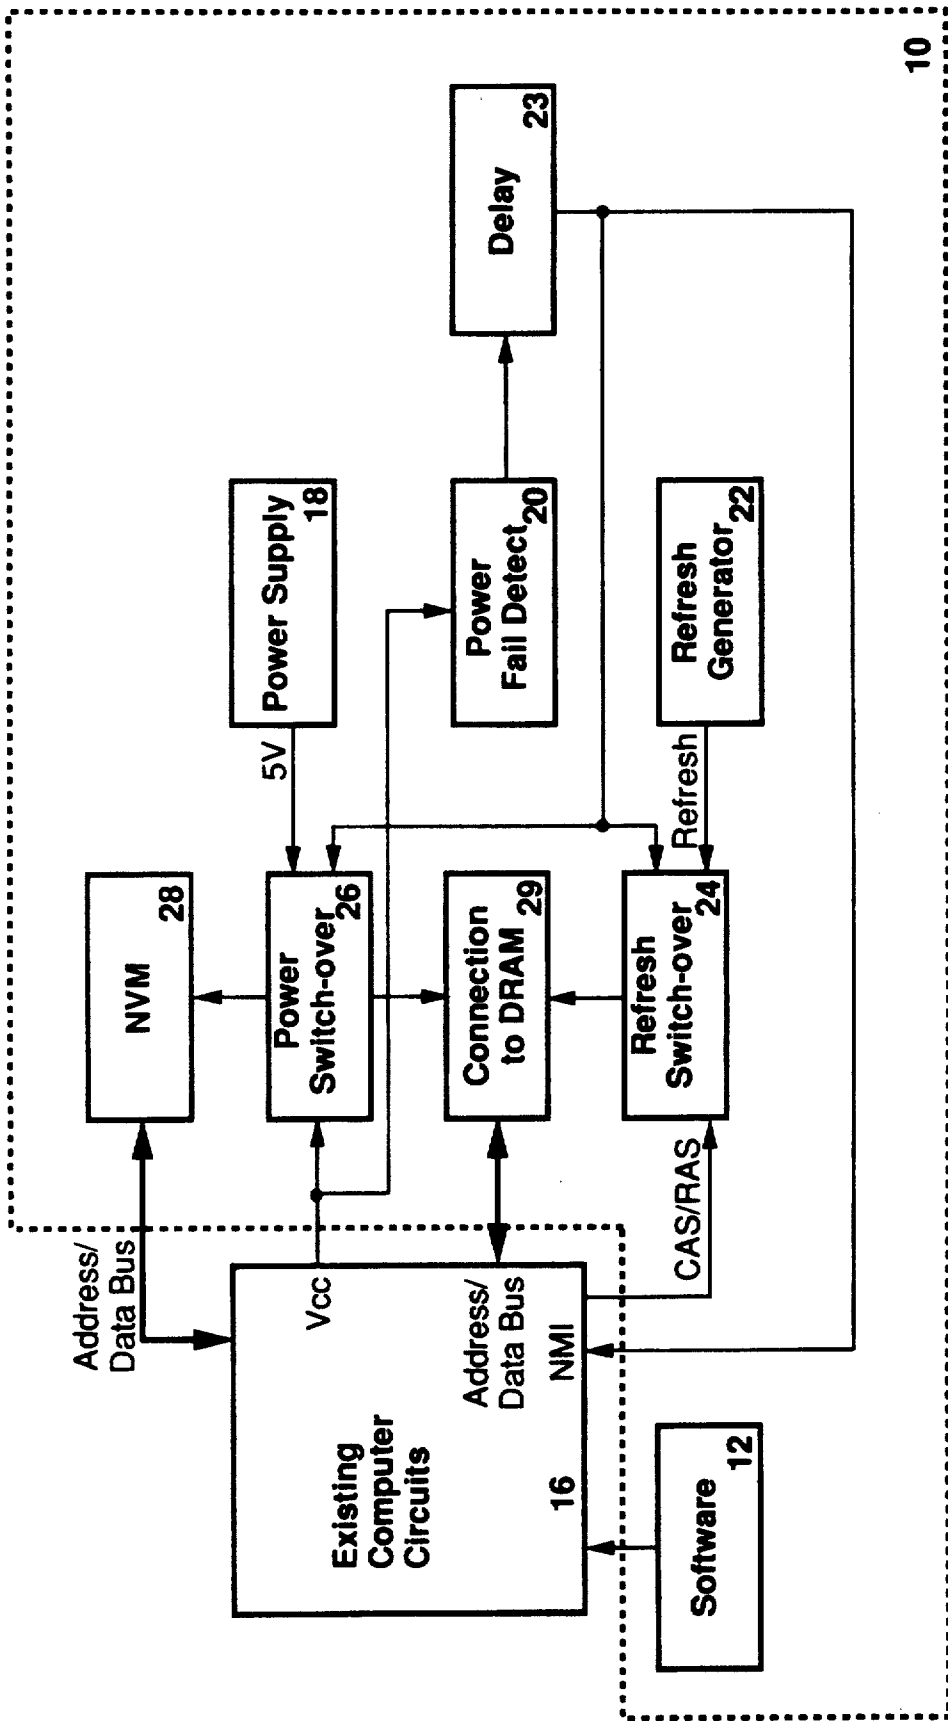 Address/
Data Bus
NVM
28
Power Supply
18
5V
Power
Switch-over
26
Vcc
Existing
Computer
Circuits
16
Address/
Data Bus
NMI
Connection
to DRAM
29
Power
Fail Detect
20
Delay
23
Refresh
Switch-over
24
Refresh
Refresh
Generator
22
CAS/RAS
Software
12
10